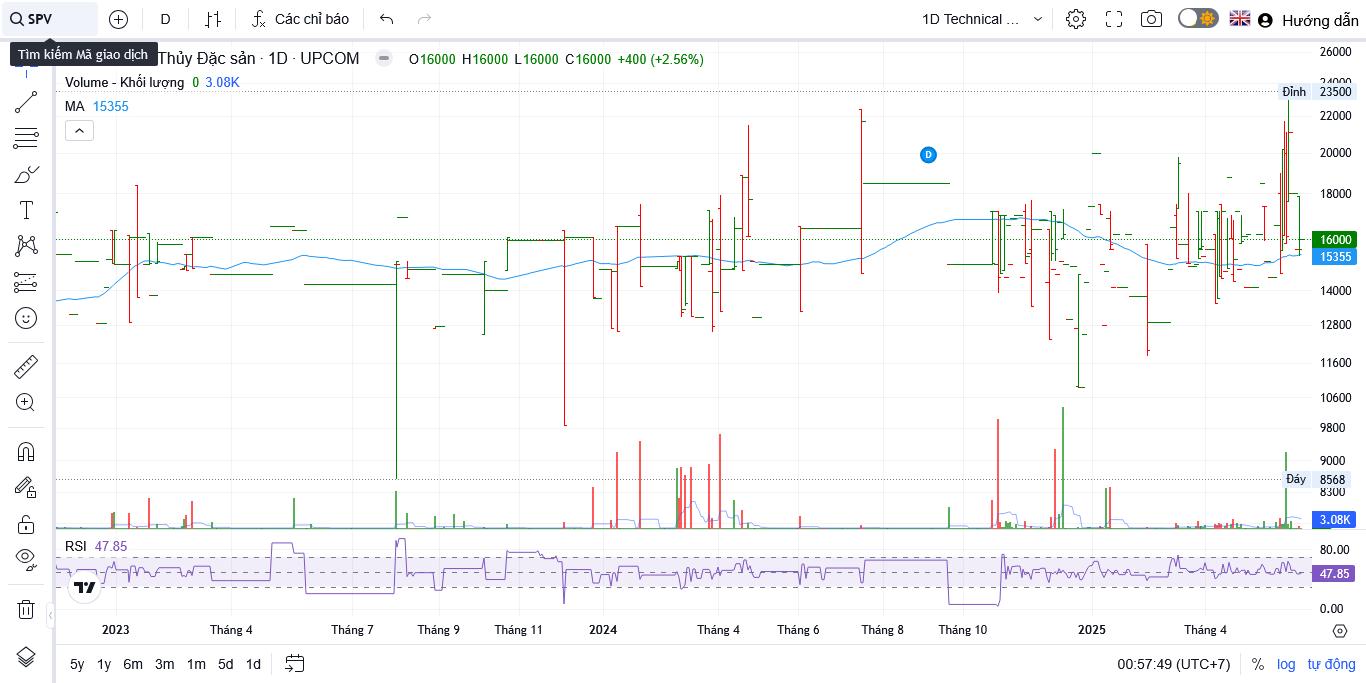 SPV D Các chỉ báo 1D Technical ... Hướng dẫn
Tìm kiếm Mã giao dịch
Thủy Đặc sản · 1D · UPCOM O16000 H16000 L16000 C16000 +400 (+2.56%)
Volume - Khối lượng 0 3.08K
MA 15355
26000
24000
Đỉnh 23500
22000
D
20000
18000
16000
15355
14000
12800
11600
10600
9800
9000
Đáy 8568
8300
3.08K
RSI 47.85
80.00
47.85
0.00
2023 Tháng 4 Tháng 7 Tháng 9 Tháng 11 2024 Tháng 4 Tháng 6 Tháng 8 Tháng 10 2025 Tháng 4
5y 1y 6m 3m 1m 5d 1d 00:57:49 (UTC+7) % log tự động